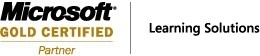 Microsoft®
GOLD CERTIFIED
Partner
Learning Solutions